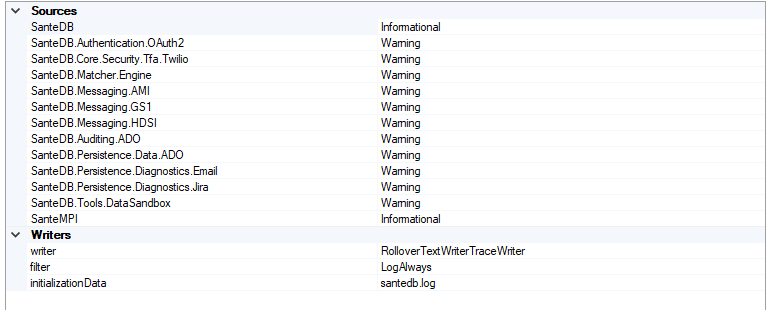 Sources
SanteDB Informational
SanteDB.Authentication.OAuth2 Warning
SanteDB.Core.Security.Tfa.Twilio Warning
SanteDB.Matcher.Engine Warning
SanteDB.Messaging.AMI Warning
SanteDB.Messaging.GS1 Warning
SanteDB.Messaging.HDSI Warning
SanteDB.Auditing.ADO Warning
SanteDB.Persistence.Data.ADO Warning
SanteDB.Persistence.Diagnostics.Email Warning
SanteDB.Persistence.Diagnostics.Jira Warning
SanteDB.Tools.DataSandbox Warning
SanteMPI Informational
Writers
writer RolloverTextWriterTraceWriter
filter LogAlways
initializationData santedb.log